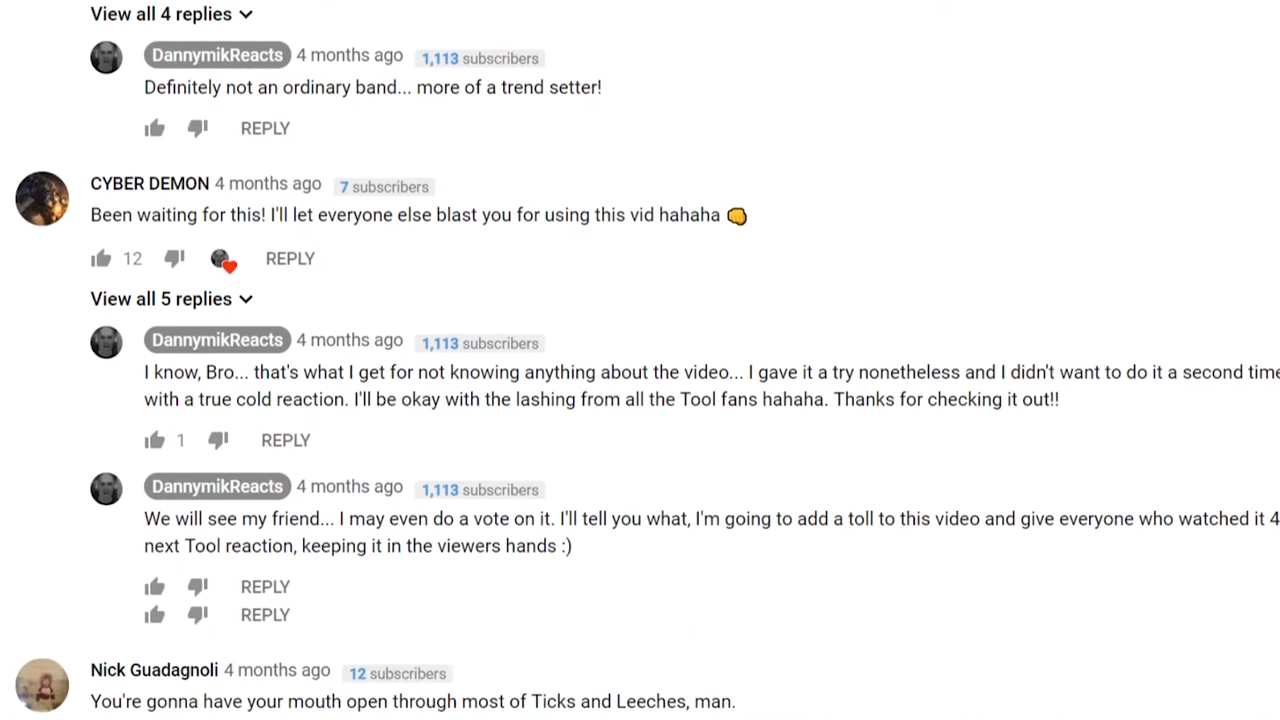 View all 4 replies
DannymikReacts 4 months ago 1,113 subscribers
Definitely not an ordinary band... more of a trend setter!
REPLY
CYBER DEMON 4 months ago 7 subscribers
Been waiting for this! I'll let everyone else blast you for using this vid hahaha 👊
12 REPLY
View all 5 replies
DannymikReacts 4 months ago 1,113 subscribers
I know, Bro... that's what I get for not knowing anything about the video... I gave it a try nonetheless and I didn't want to do it a second time
with a true cold reaction. I'll be okay with the lashing from all the Tool fans hahaha. Thanks for checking it out!!
1 REPLY
DannymikReacts 4 months ago 1,113 subscribers
We will see my friend... I may even do a vote on it. I'll tell you what, I'm going to add a toll to this video and give everyone who watched it 4
next Tool reaction, keeping it in the viewers hands :)
REPLY
REPLY
Nick Guadagnoli 4 months ago 12 subscribers
You're gonna have your mouth open through most of Ticks and Leeches, man.